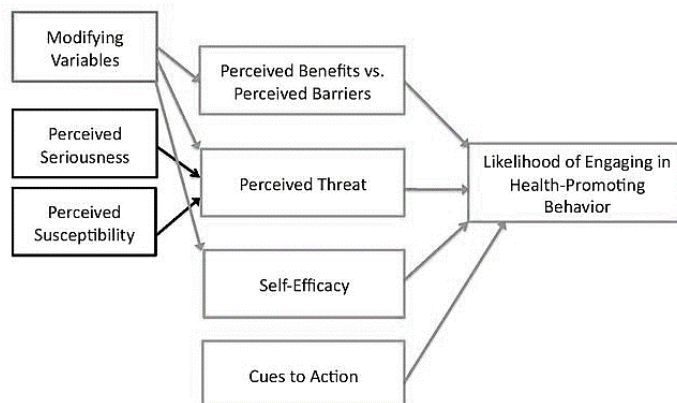 Modifying
Variables
Perceived Benefits vs.
Perceived Barriers
Perceived
Seriousness
Perceived Threat
Likelihood of Engaging in
Health-Promoting
Behavior
Perceived
Susceptibility
Self-Efficacy
Cues to Action